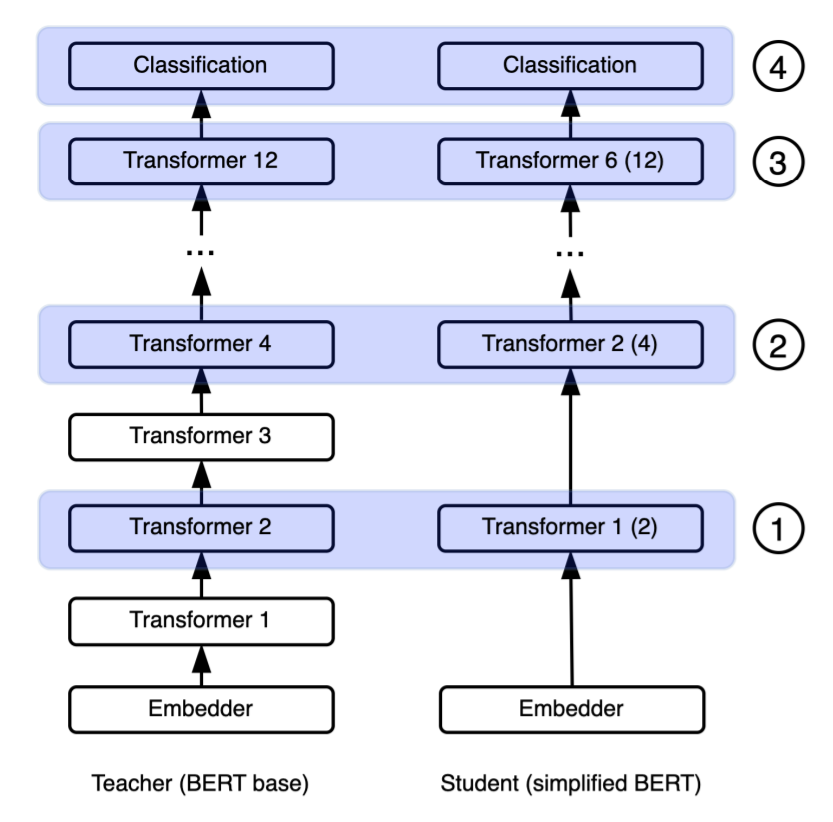 Classification
Classification
④
Transformer 12
Transformer 6 (12)
③
...
...
Transformer 4
Transformer 2 (4)
②
Transformer 3
Transformer 2
Transformer 1 (2)
①
Transformer 1
Embedder
Embedder
Teacher (BERT base)
Student (simplified BERT)